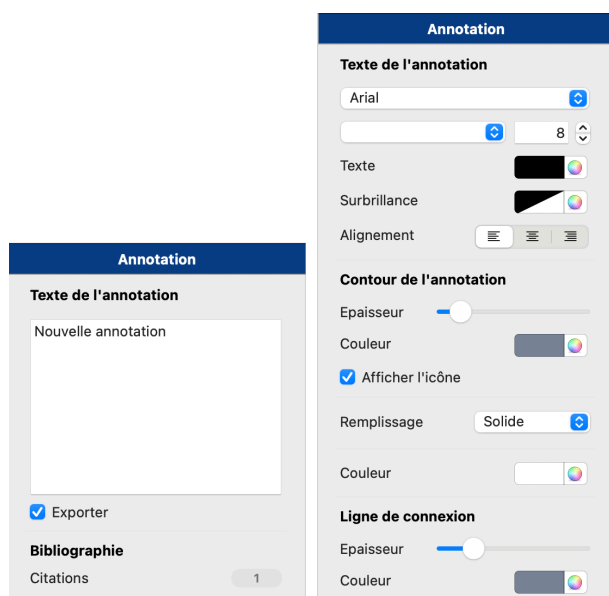 Annotation
Texte de l'annotation
Nouvelle annotation
Exporter
Bibliographie
Citations 1
Annotation
Texte de l'annotation
Arial
8
Texte
Surbrillance
Alignement
Contour de l'annotation
Epaisseur
Couleur
Afficher l'icône
Remplissage Solide
Couleur
Ligne de connexion
Epaisseur
Couleur